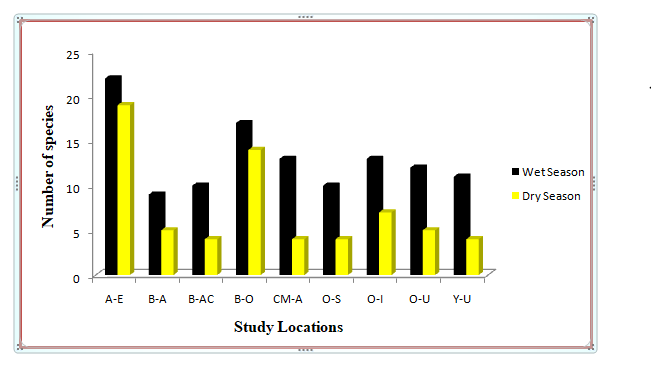 25
20
15
10
5
0
Number of species
A-E B-A B-AC B-O CM-A O-S O-I O-U Y-U
Study Locations
Wet Season
Dry Season